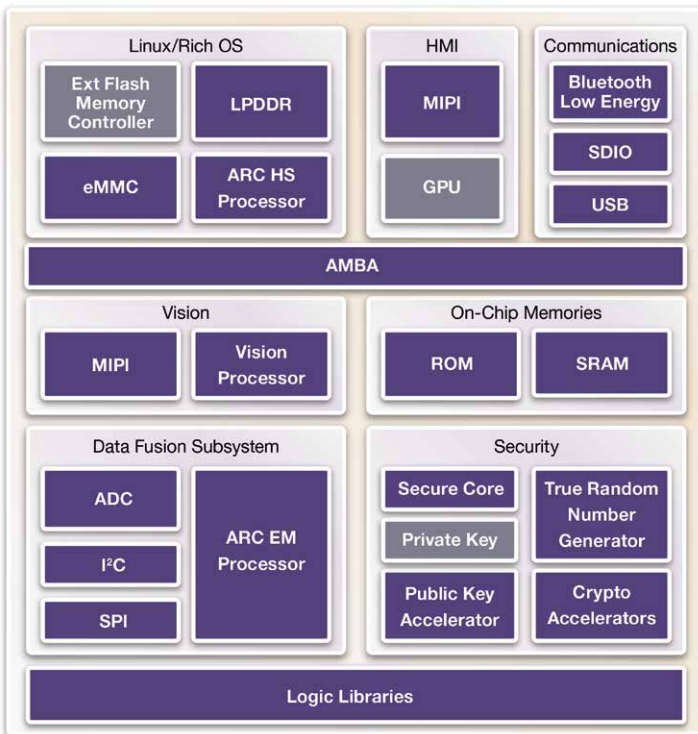 Linux/Rich OS
Ext Flash
Memory
Controller
LPDDR
eMMC
ARC HS
Processor
HMI
MIPI
GPU
Communications
Bluetooth
Low Energy
SDIO
USB
AMBA
Vision
MIPI
Vision
Processor
On-Chip Memories
ROM
SRAM
Data Fusion Subsystem
ADC
I²C
SPI
ARC EM
Processor
Security
Secure Core
Private Key
Public Key
Accelerator
True Random
Number
Generator
Crypto
Accelerators
Logic Libraries